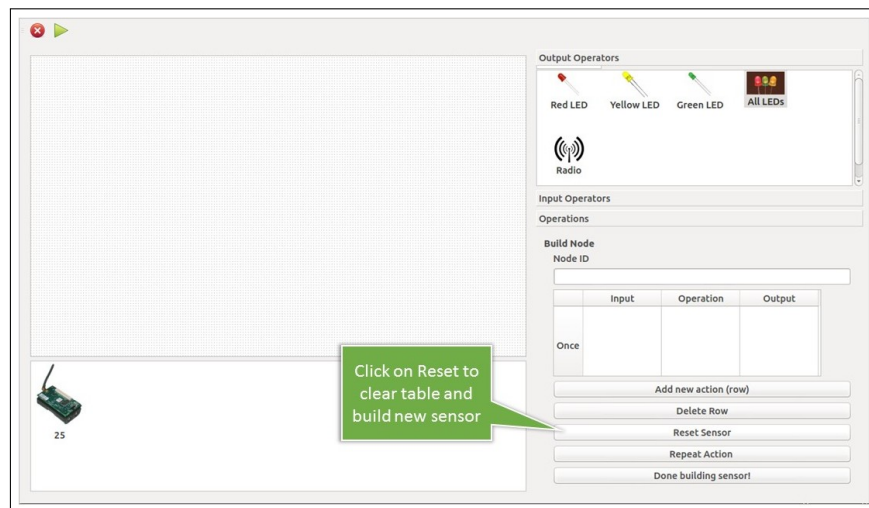 Output Operators
Red LED
Yellow LED
Green LED
All LEDs
Radio
Input Operators
Operations
Build Node
Node ID
Input
Operation
Output
Once
Add new action (row)
Delete Row
Reset Sensor
Repeat Action
Done building sensor!
25
Click on Reset to
clear table and
build new sensor